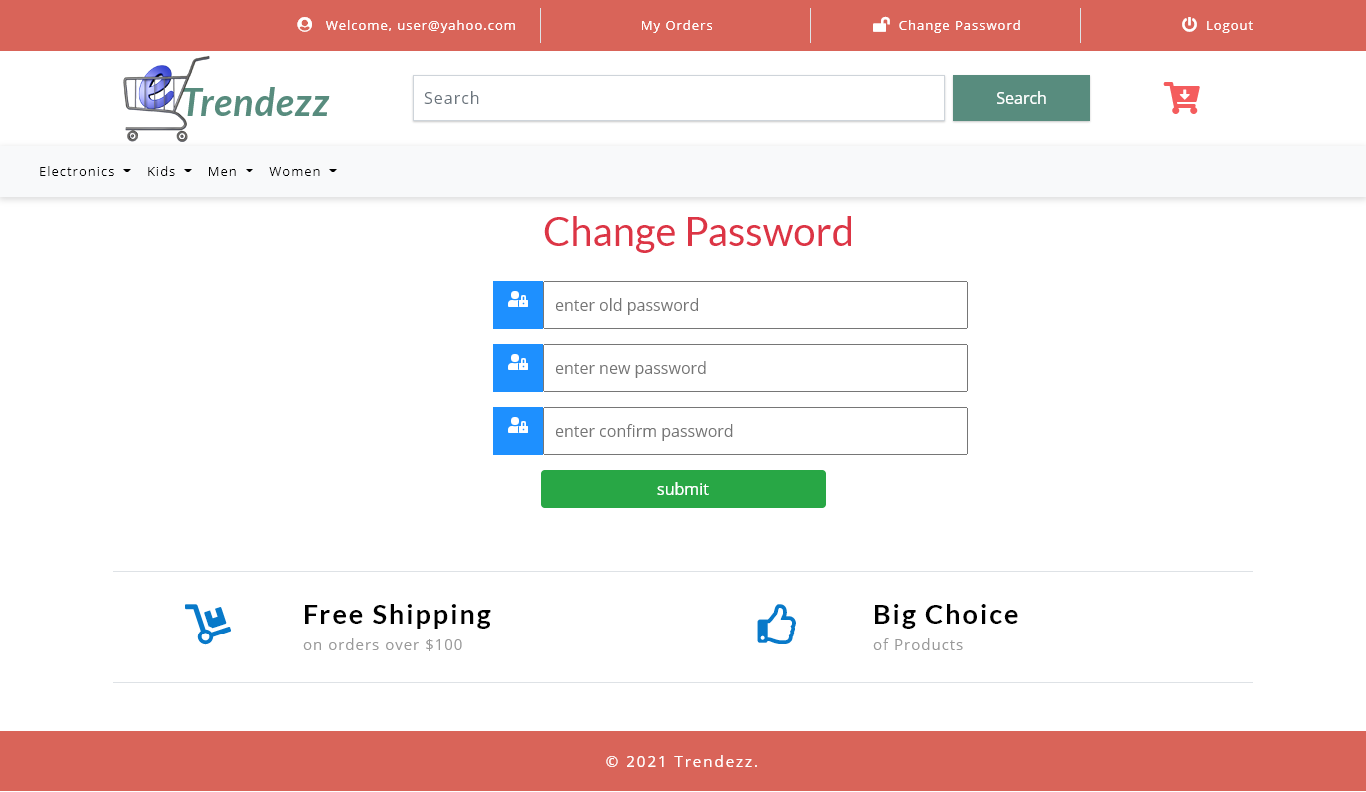 Welcome, user@yahoo.com My Orders Change Password Logout
e Trendezz
Search Search
Electronics Kids Men Women
Change Password
enter old password
enter new password
enter confirm password
submit
Free Shipping Big Choice
on orders over $100 of Products
© 2021 Trendezz.